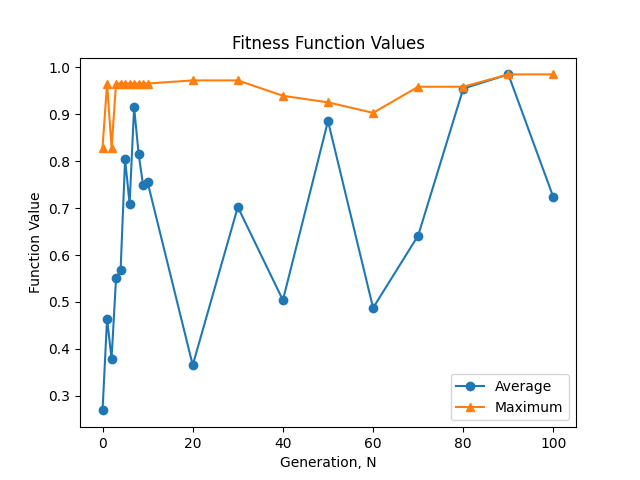 Fitness Function Values
1.0
0.9
0.8
0.7
0.6
0.5
0.4
0.3
Function Value
Average
Maximum
0 20 40 60 80 100
Generation, N